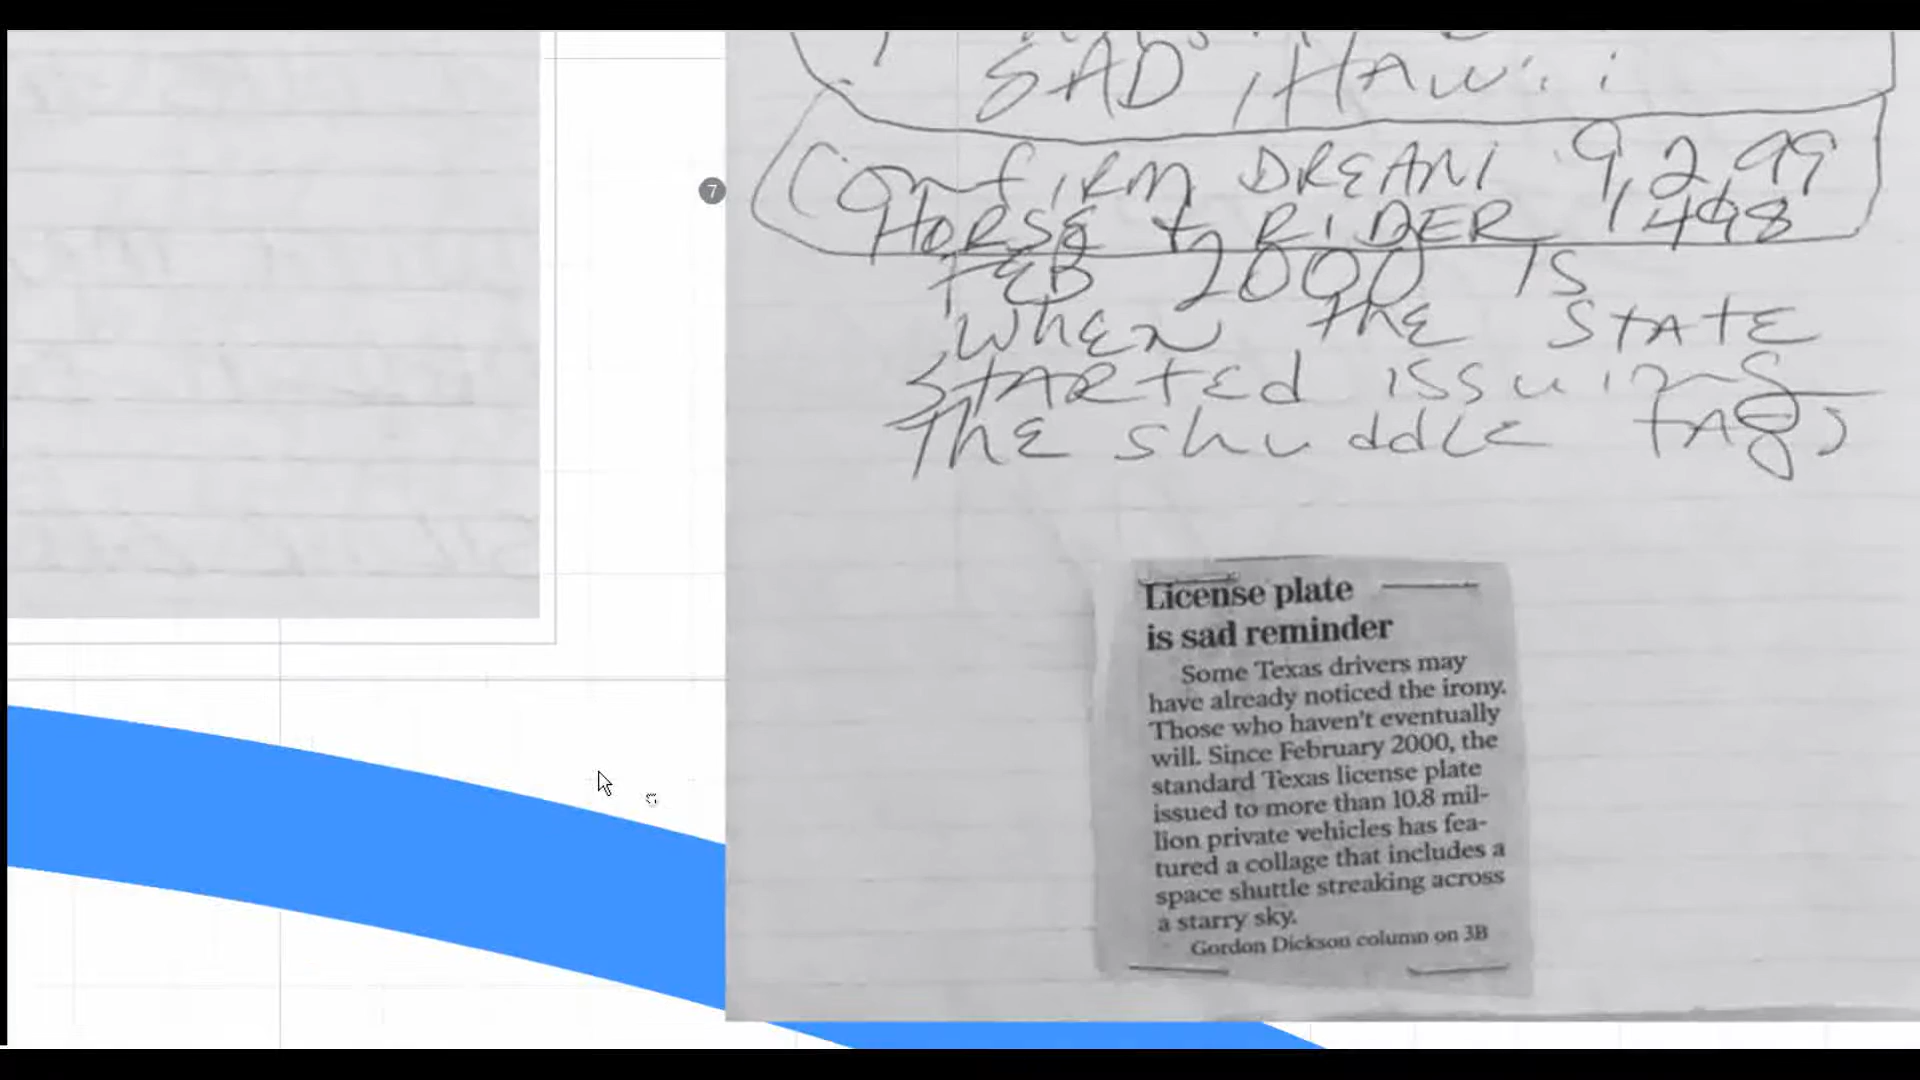 SAD, HAWiii
CONFIRM DREAM 9,2,99
HORSE + RIDER 1498
FEB 2000 IS
WHEN THE STATE
STARTED ISSUING
THE shuddle TAGS
7
License plate
is sad reminder
Some Texas drivers may
have already noticed the irony.
Those who haven't eventually
will. Since February 2000, the
standard Texas license plate
issued to more than 10.8 mil-
lion private vehicles has fea-
tured a collage that includes a
space shuttle streaking across
a starry sky.
Gordon Dickson column on 3B